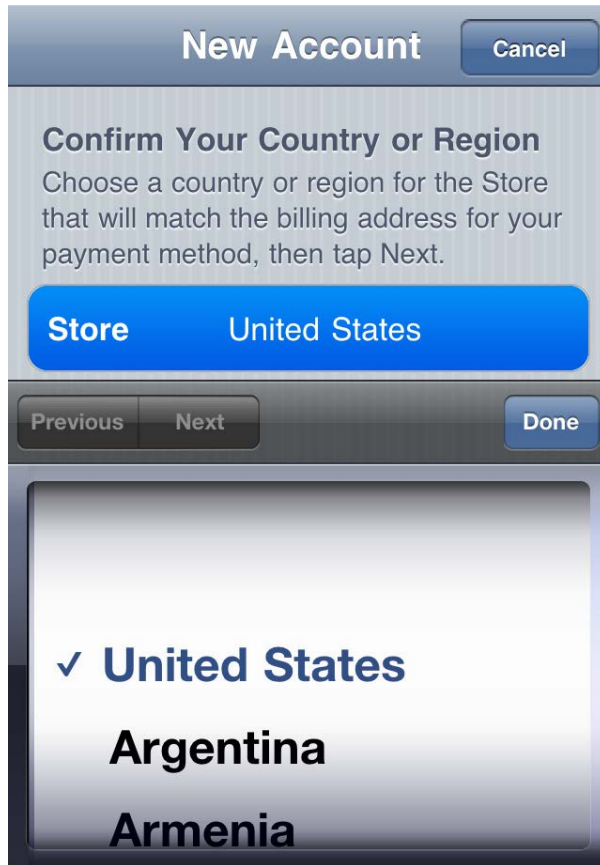 New Account Cancel
Confirm Your Country or Region
Choose a country or region for the Store
that will match the billing address for your
payment method, then tap Next.
Store United States
Previous Next Done
✓ United States
Argentina
Armenia